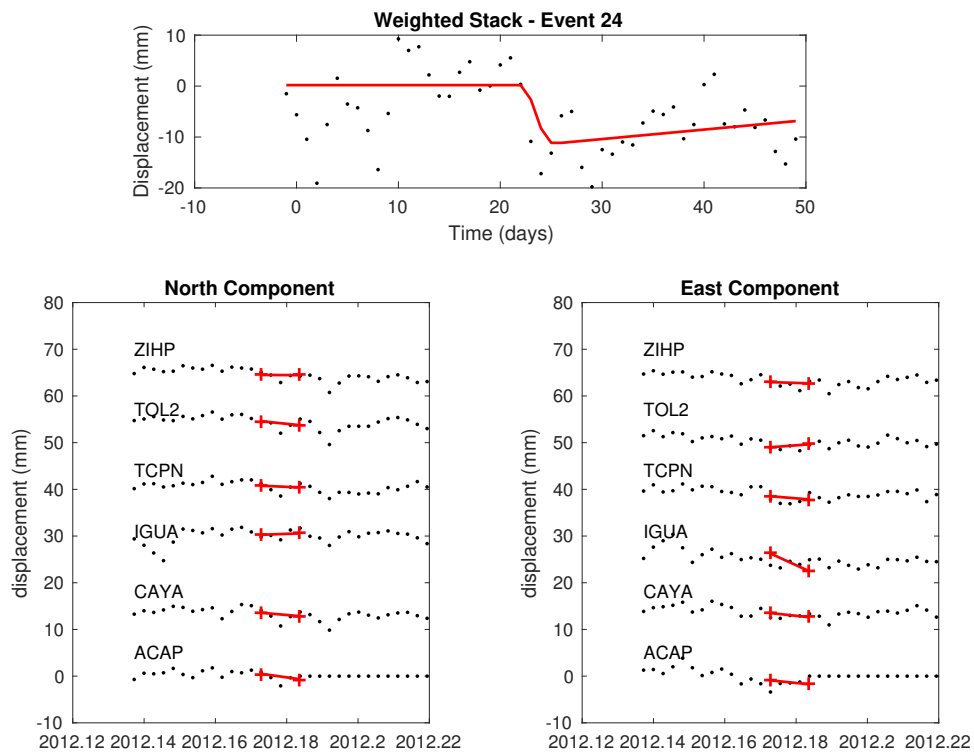 Weighted Stack - Event 24
Displacement (mm)
10
0
-10
-20
-10 0 10 20 30 40 50
Time (days)
North Component
displacement (mm)
80
70
60
50
40
30
20
10
0
-10
ZIHP
TOL2
TCPN
IGUA
CAYA
ACAP
2012.12 2012.14 2012.16 2012.18 2012.2 2012.22
East Component
displacement (mm)
80
70
60
50
40
30
20
10
0
-10
ZIHP
TOL2
TCPN
IGUA
CAYA
ACAP
2012.12 2012.14 2012.16 2012.18 2012.2 2012.22